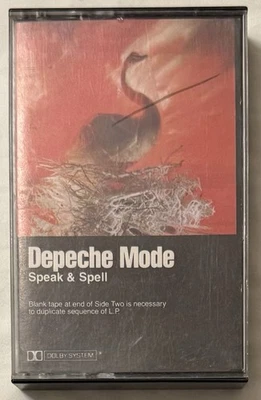 Depeche Mode
Speak & Spell
Blank tape at end of Side Two is necessary
to duplicate sequence of L.P.
DOLBY SYSTEM